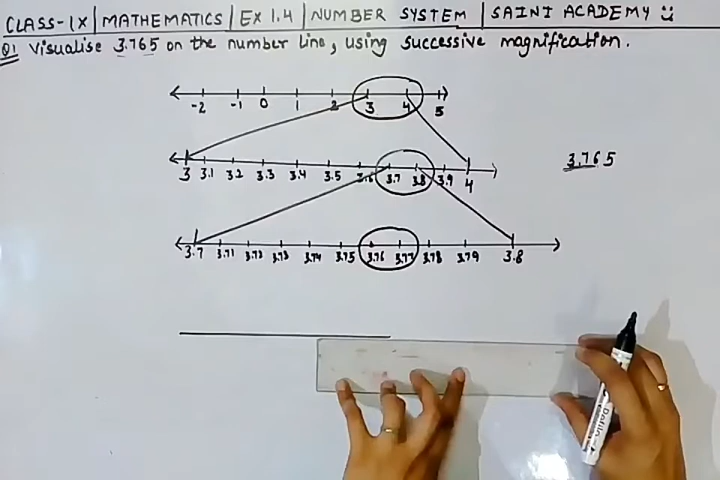 CLASS-IX | MATHEMATICS | EX 1.4 | NUMBER SYSTEM | SAINT ACADEMY
Q1 Visualise 3.765 on the number line, using successive magnification.
-2 -1 0 1 2 3 4 5
3.765
3 3.1 3.2 3.3 3.4 3.5 3.6 3.7 3.8 3.9 4
3.7 3.71 3.72 3.73 3.74 3.75 3.76 3.77 3.78 3.79 3.8